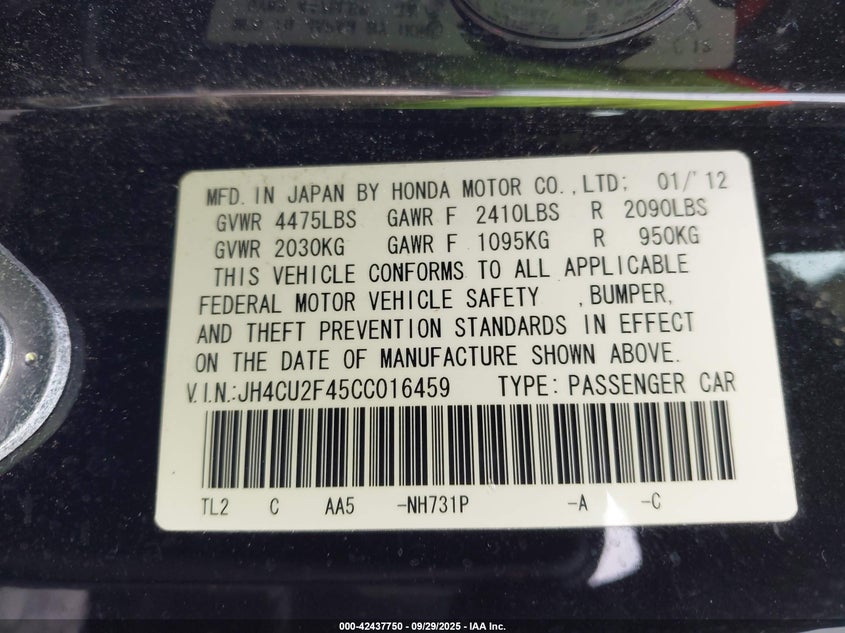 MFD. IN JAPAN BY HONDA MOTOR CO.,LTD; 01/'12
GVWR 4475LBS GAWR F 2410LBS R 2090LBS
GVWR 2030KG GAWR F 1095KG R 950KG
THIS VEHICLE CONFORMS TO ALL APPLICABLE
FEDERAL MOTOR VEHICLE SAFETY ,BUMPER,
AND THEFT PREVENTION STANDARDS IN EFFECT
ON THE DATE OF MANUFACTURE SHOWN ABOVE.
V.I.N.:JH4CU2F45CC016459 TYPE: PASSENGER CAR
TL2 C AA5 -NH731P -A -C
000-42437750 - 09/29/2025 - IAA Inc.